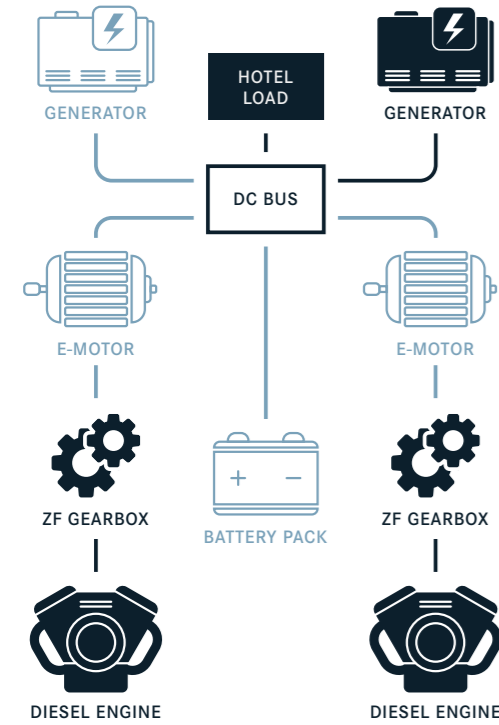 GENERATOR
HOTEL
LOAD
GENERATOR
DC BUS
E-MOTOR
E-MOTOR
ZF GEARBOX
+ −
BATTERY PACK
ZF GEARBOX
DIESEL ENGINE
DIESEL ENGINE